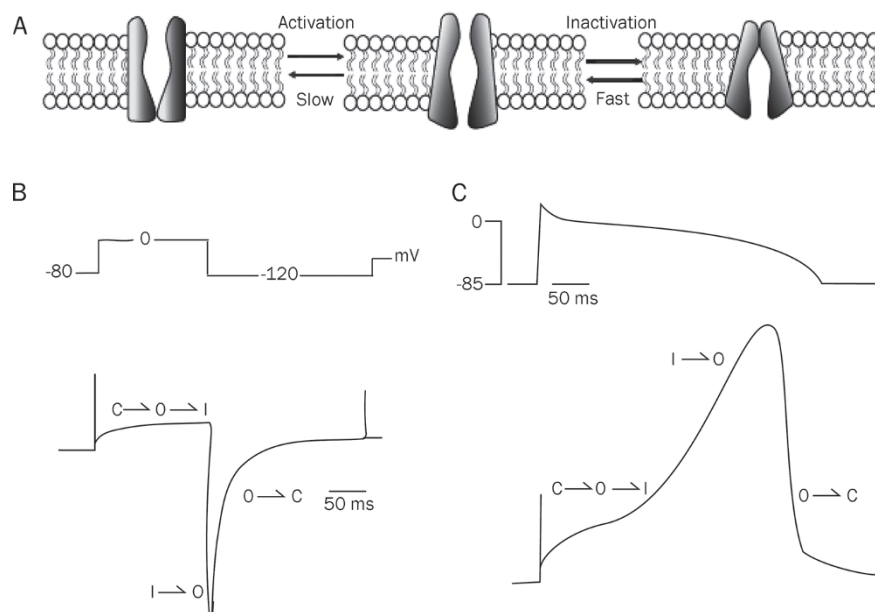 A
Activation
Slow
Inactivation
Fast
B
-80
0
-120
mV
C → O → I
I → O
O → C
50 ms
C
0
-85
50 ms
I → O
C → O → I
O → C